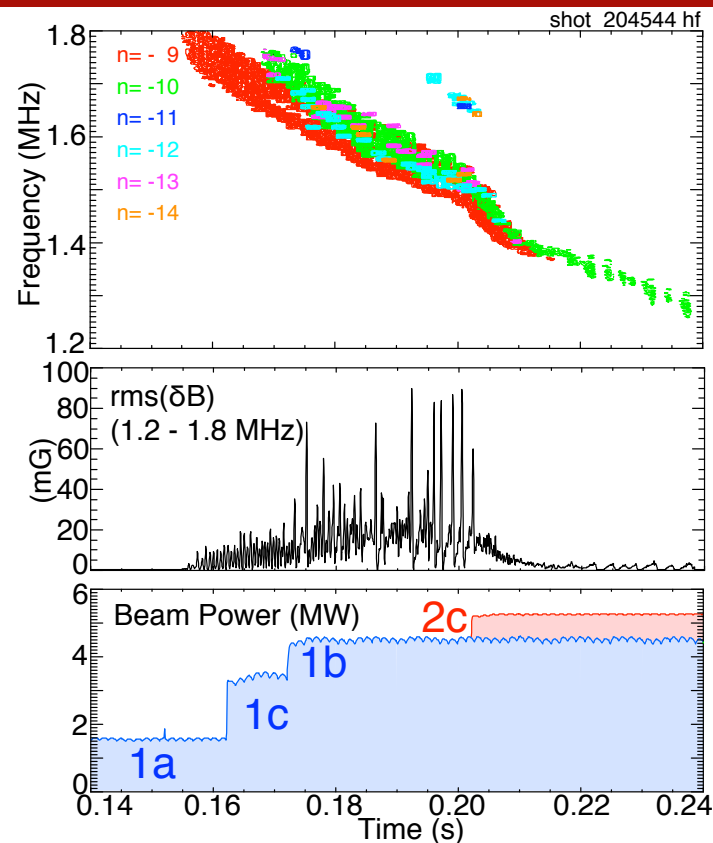 shot 204544 hf
1.8
n= - 9
n= -10
n= -11
n= -12
n= -13
n= -14
1.6
1.4
1.2
Frequency (MHz)
100
80
60
40
20
0
rms(δB)
(1.2 - 1.8 MHz)
(mG)
6
4
2
0
Beam Power (MW)
2c
1b
1c
1a
0.14 0.16 0.18 0.20 0.22 0.24
Time (s)